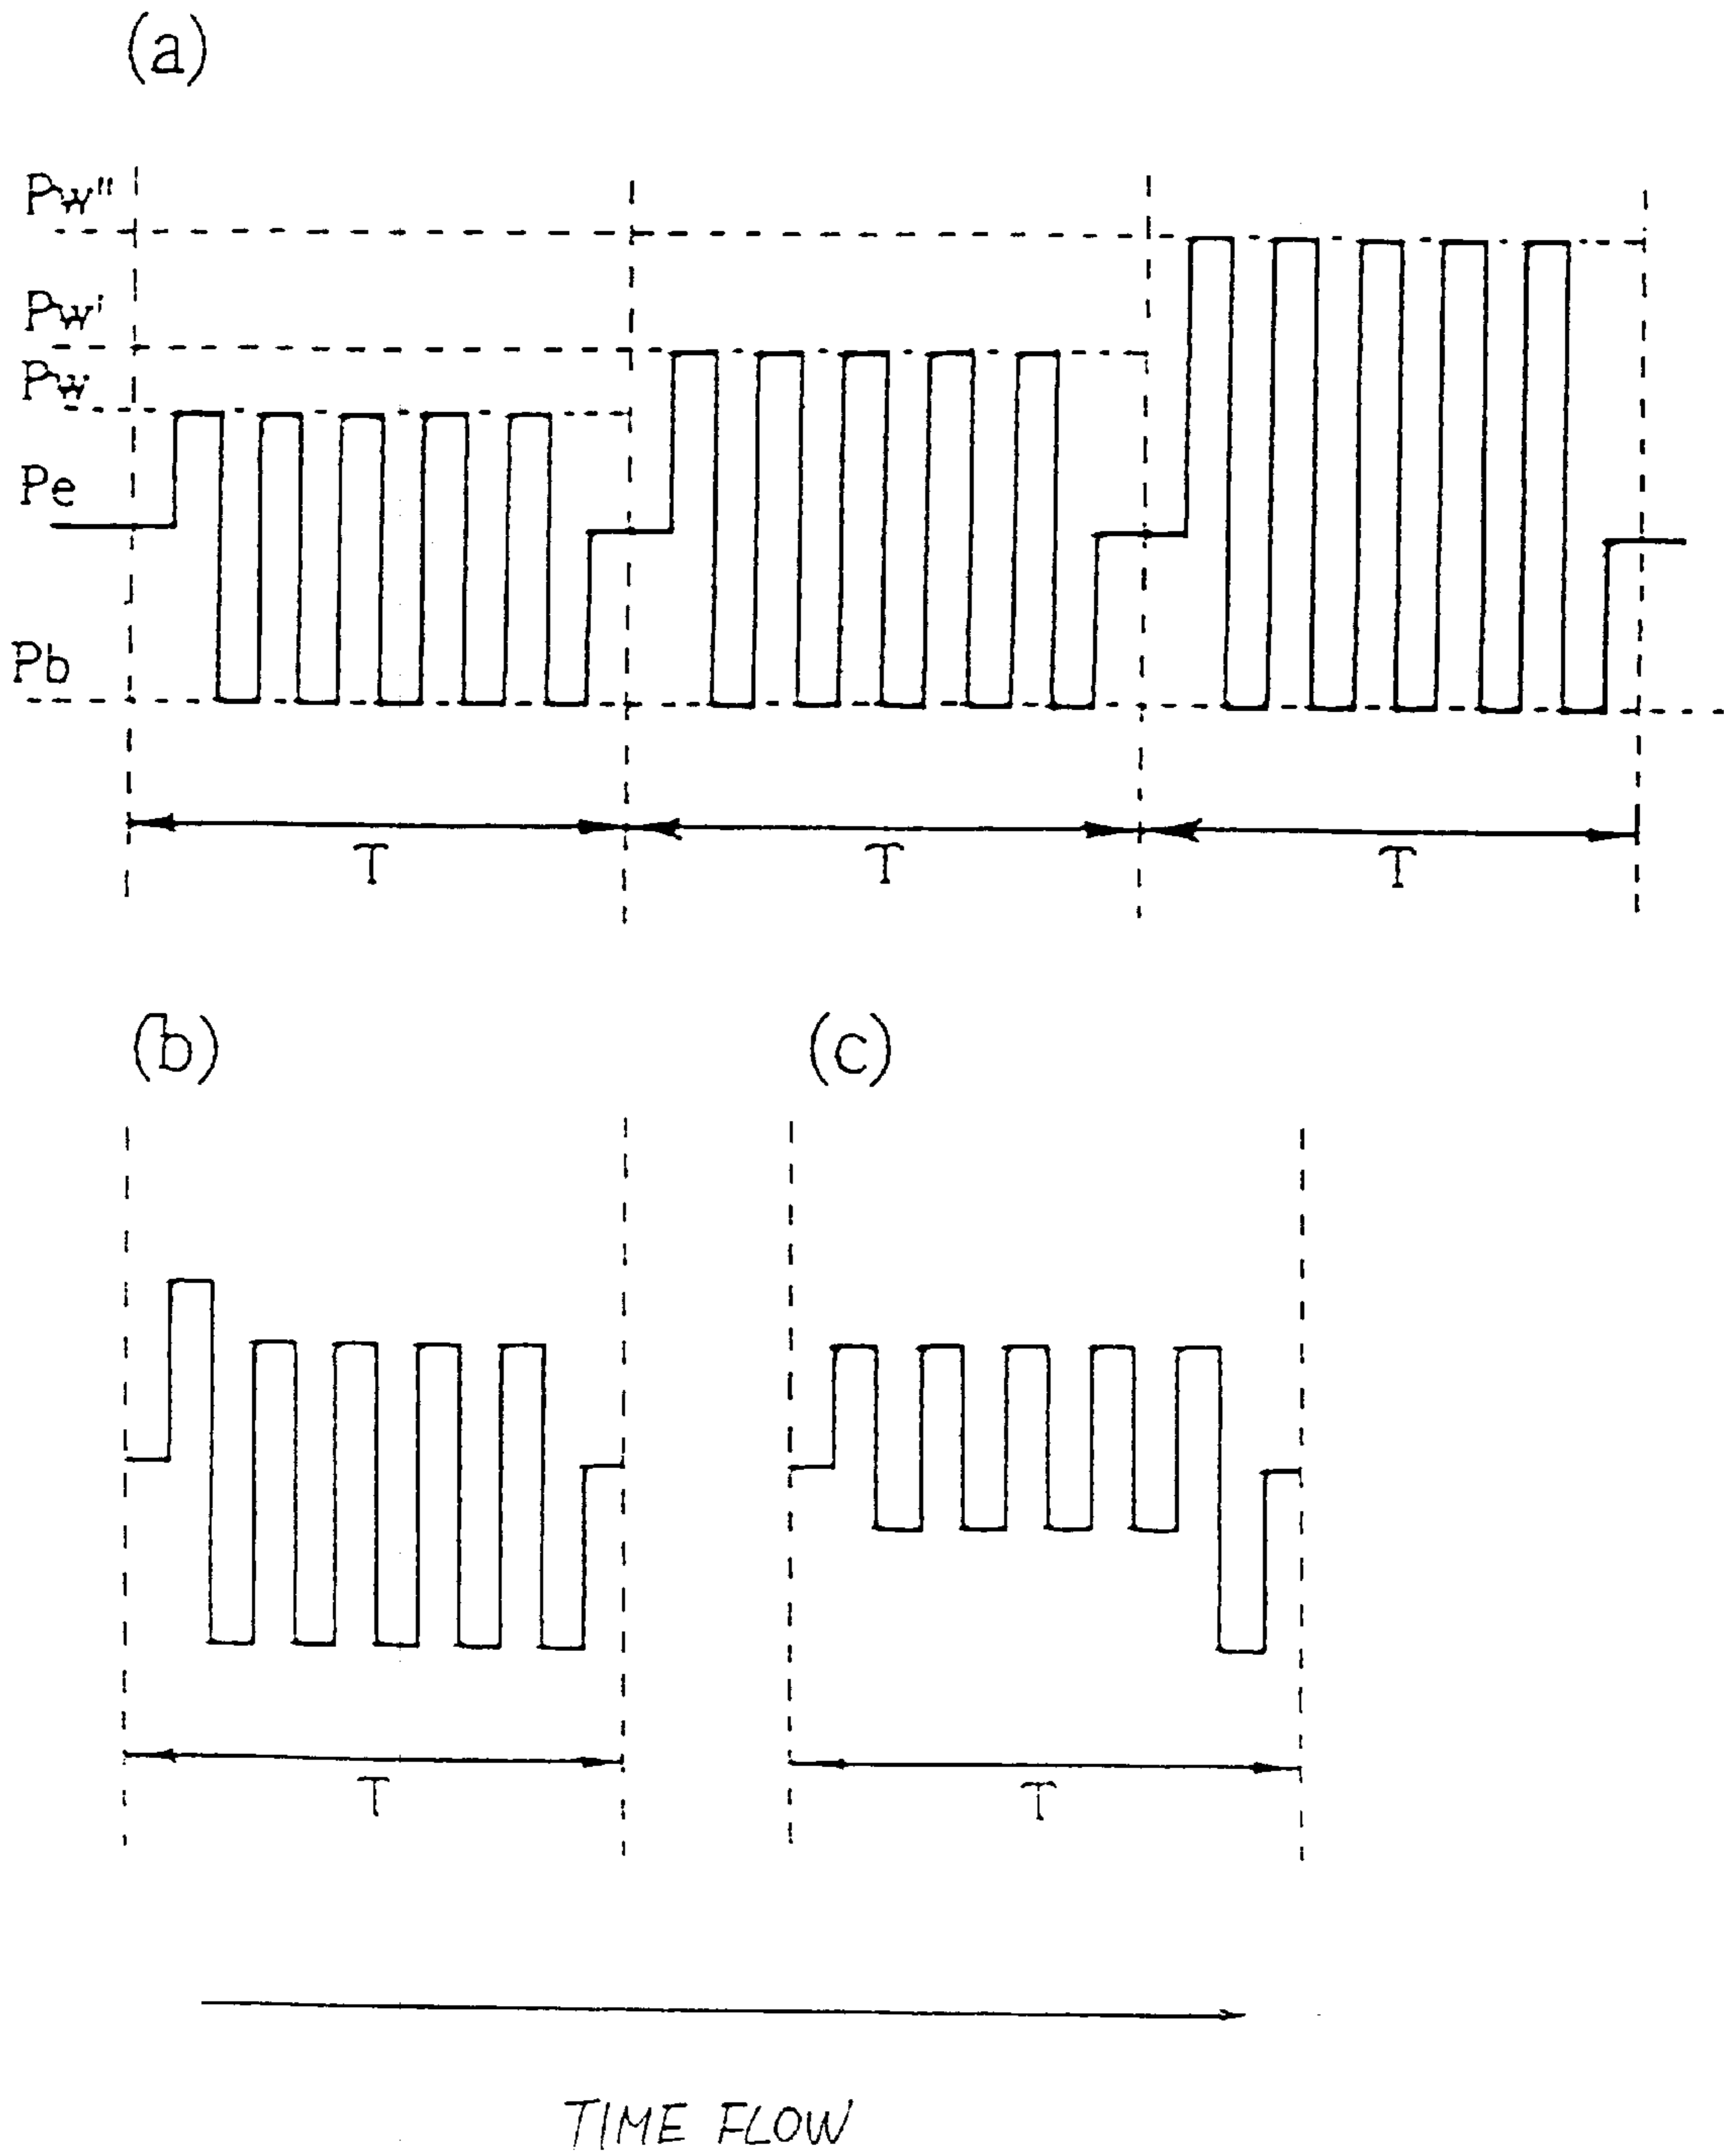 (a)
Pw"
Pw'
Pw
Pe
Pb
T T T
(b) (c)
T T
TIME FLOW